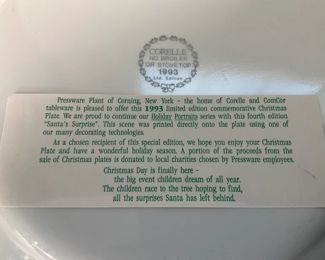 CORELLE
NO BROILER
OR STOVETOP
1993
Ltd. Edition
Pressware Plant of Corning, New York - the home of Corelle and ComCor
tableware is pleased to offer this 1993 limited edition commemorative Christmas
Plate. We are proud to continue our Holiday Portraits series with this fourth edition
"Santa's Surprise". This scene was printed directly onto the plate using one of
our many decorating technologies.
As a chosen recipient of this special edition, we hope you enjoy your Christmas
Plate and have a wonderful holiday season. A portion of the proceeds from the
sale of Christmas plates is donated to local charities chosen by Pressware employees.
Christmas Day is finally here -
the big event children dream of all year.
The children race to the tree hoping to find,
all the surprises Santa has left behind.